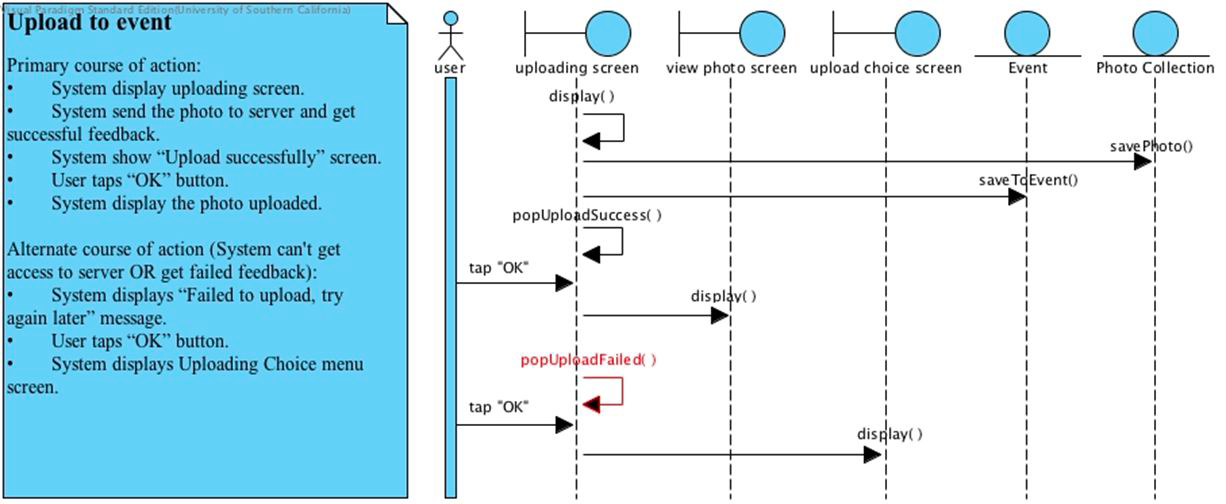 Visual Paradigm Standard Edition(University of Southern California)
Upload to event
Primary course of action:
• System display uploading screen.
• System send the photo to server and get
successful feedback.
• System show “Upload successfully” screen.
• User taps “OK” button.
• System display the photo uploaded.
Alternate course of action (System can't get
access to server OR get failed feedback):
• System displays “Failed to upload, try
again later” message.
• User taps “OK” button.
• System displays Uploading Choice menu
screen.
user
uploading screen
view photo screen
upload choice screen
Event
Photo Collection
display( )
savePhoto()
saveToEvent()
popUploadSuccess( )
tap "OK"
display( )
popUploadFailed( )
tap "OK"
display( )